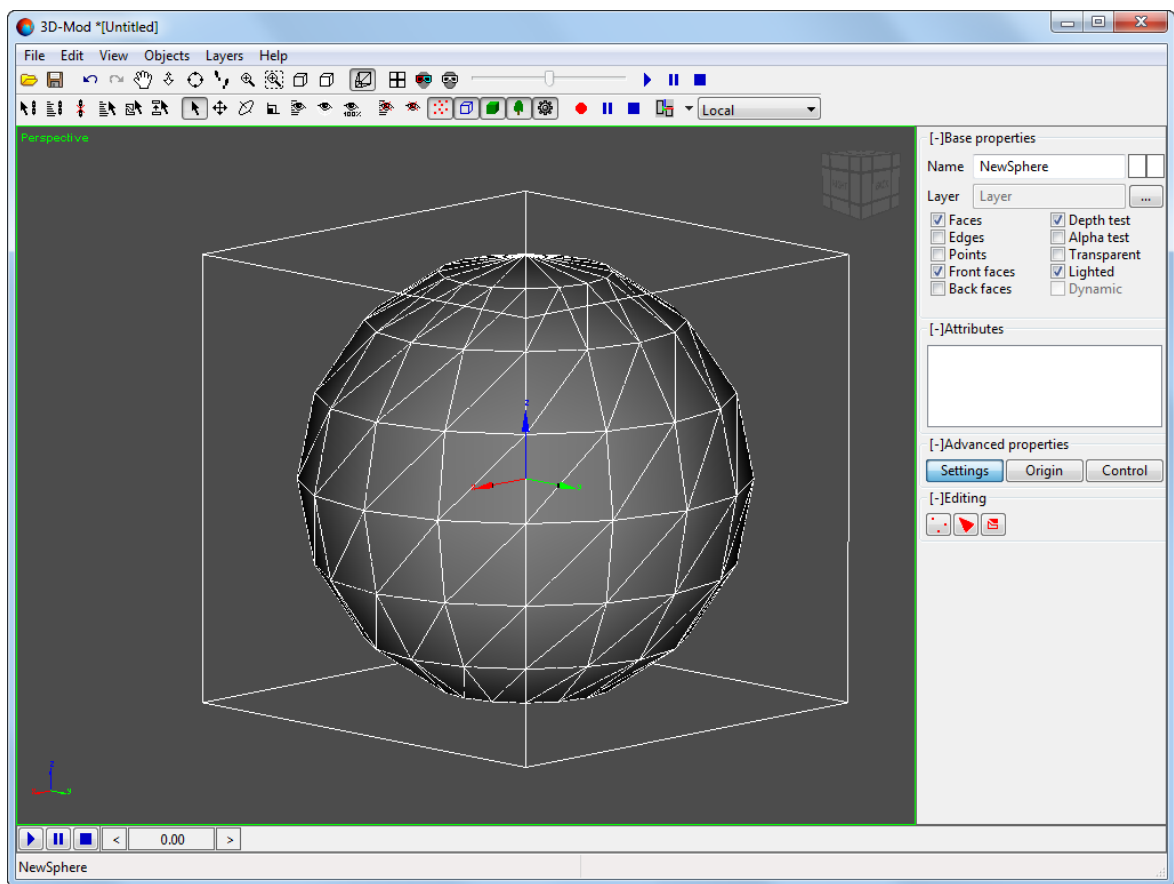 3D-Mod *[Untitled]
File Edit View Objects Layers Help
100%
Local
Perspective
[-]Base properties
Name NewSphere
Layer Layer ...
Faces Depth test
Edges Alpha test
Points Transparent
Front faces Lighted
Back faces Dynamic
[-]Attributes
[-]Advanced properties
Settings Origin Control
[-]Editing
z
y
z
y
< 0.00 >
NewSphere